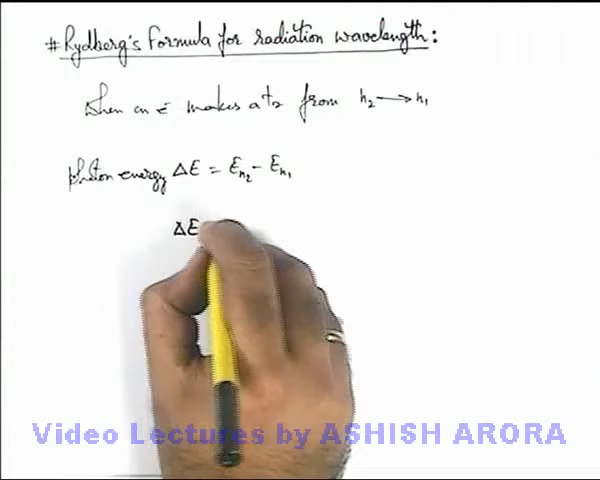 # Rydberg's Formula for radiation wavelength :
When an e⁻ makes a from n₂ → n₁
Photon energy ΔE = Eₙ₂ - Eₙ₁
ΔE
Video Lectures by ASHISH ARORA